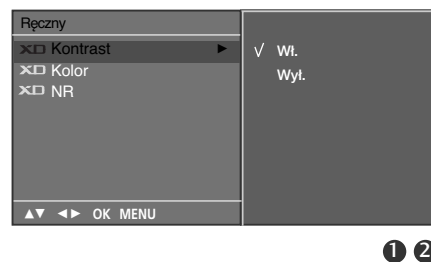 Ręczny
XD Kontrast ►
XD Kolor
XD NR
√ Wł.
Wył.
▲▼ ◄► OK MENU
1 2